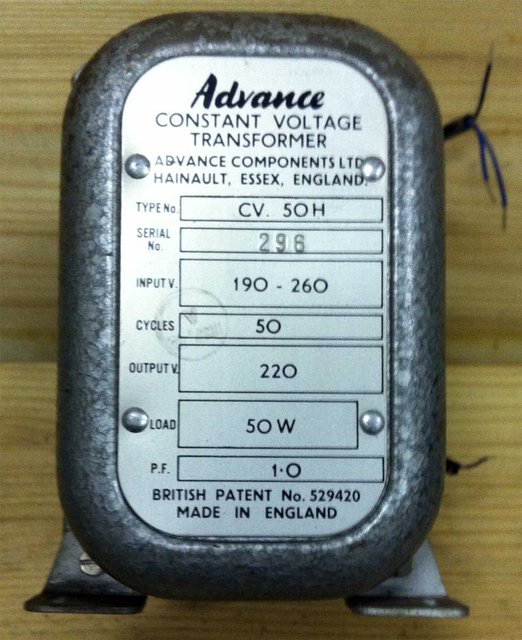 Advance
CONSTANT VOLTAGE
TRANSFORMER
ADVANCE COMPONENTS LTD
HAINAULT, ESSEX, ENGLAND.
TYPE No. CV. 50H
SERIAL No. 296
INPUT V. 190 - 260
CYCLES 50
OUTPUT V. 220
LOAD 50 W
P.F. 1·0
BRITISH PATENT No. 529420
MADE IN ENGLAND